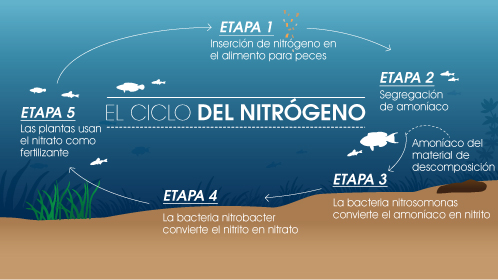 ETAPA 1
Inserción de nitrógeno en
el alimento para peces
ETAPA 2
Segregación
de amoníaco
EL CICLO DEL NITRÓGENO
ETAPA 5
Las plantas usan
el nitrato como
fertilizante
Amoníaco del
material de
descomposición
ETAPA 3
La bacteria nitrosomonas
convierte el amoníaco en nitrito
ETAPA 4
La bacteria nitrobacter
convierte el nitrito en nitrato